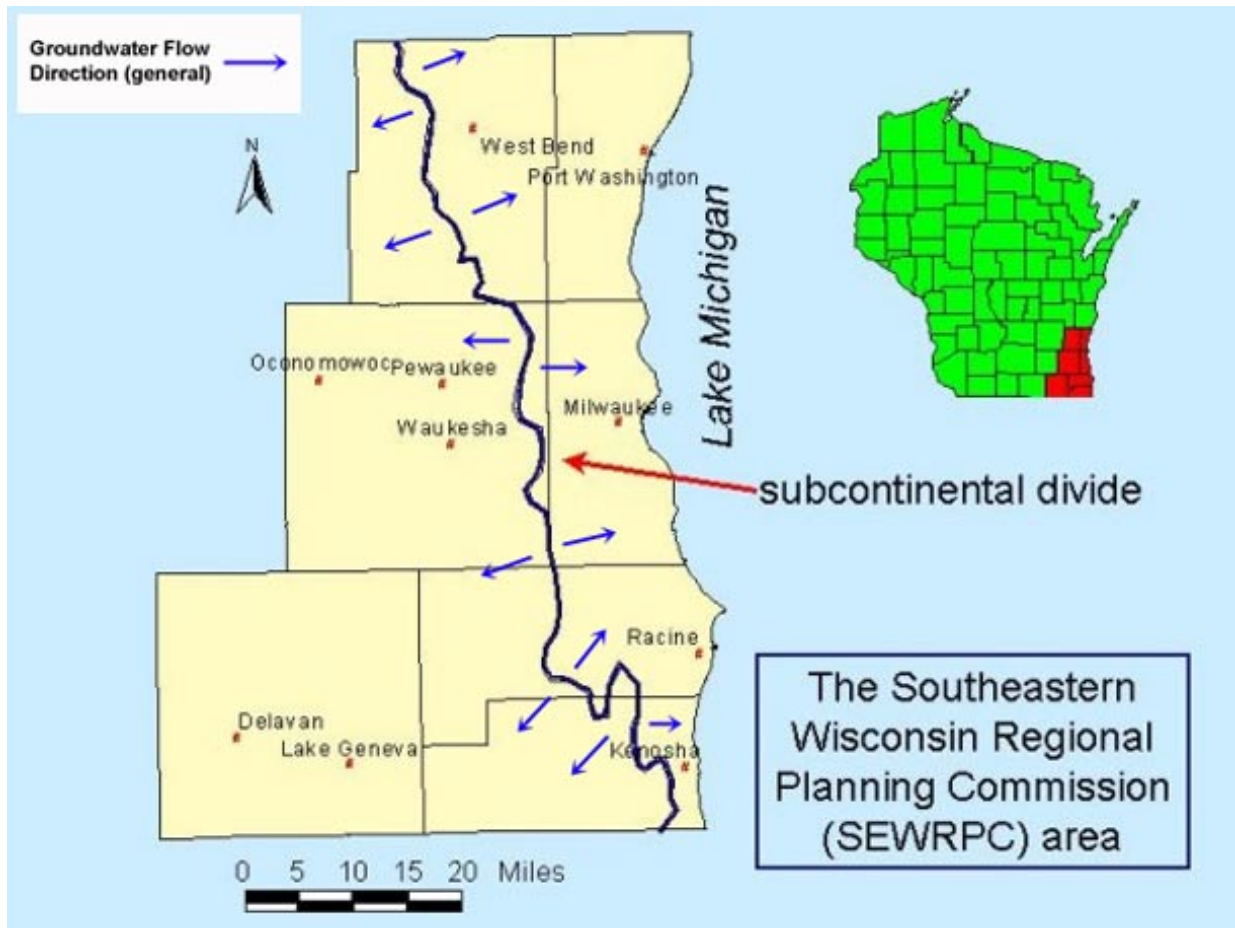 Groundwater Flow
Direction (general)
N
West Bend
Port Washington
Lake Michigan
Oconomowoc
Pewaukee
Milwaukee
Waukesha
subcontinental divide
Racine
Delavan
Lake Geneva
Kenosha
The Southeastern
Wisconsin Regional
Planning Commission
(SEWRPC) area
0 5 10 15 20 Miles